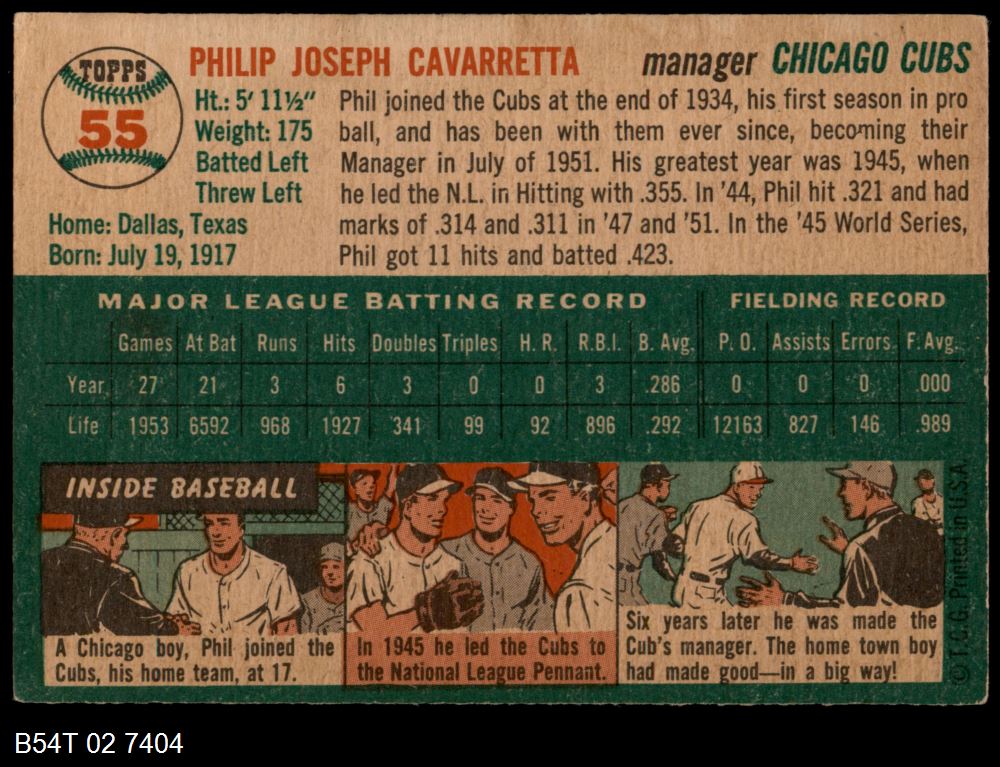 TOPPS
55
PHILIP JOSEPH CAVARRETTA manager CHICAGO CUBS
Ht.: 5' 11½"
Weight: 175
Batted Left
Threw Left
Home: Dallas, Texas
Born: July 19, 1917
Phil joined the Cubs at the end of 1934, his first season in pro
ball, and has been with them ever since, becoming their
Manager in July of 1951. His greatest year was 1945, when
he led the N.L. in Hitting with .355. In '44, Phil hit .321 and had
marks of .314 and .311 in '47 and '51. In the '45 World Series,
Phil got 11 hits and batted .423.
MAJOR LEAGUE BATTING RECORD FIELDING RECORD
Games At Bat Runs Hits Doubles Triples H. R. R.B.I. B. Avg. P. O. Assists Errors F. Avg.
Year 27 21 3 6 3 0 0 3 .286 0 0 0 .000
Life 1953 6592 968 1927 341 99 92 896 .292 12163 827 146 .989
INSIDE BASEBALL
A Chicago boy, Phil joined the
Cubs, his home team, at 17.
In 1945 he led the Cubs to
the National League Pennant.
Six years later he was made the
Cub's manager. The home town boy
had made good—in a big way!
© T.C.G. Printed in U.S.A.
B54T 02 7404